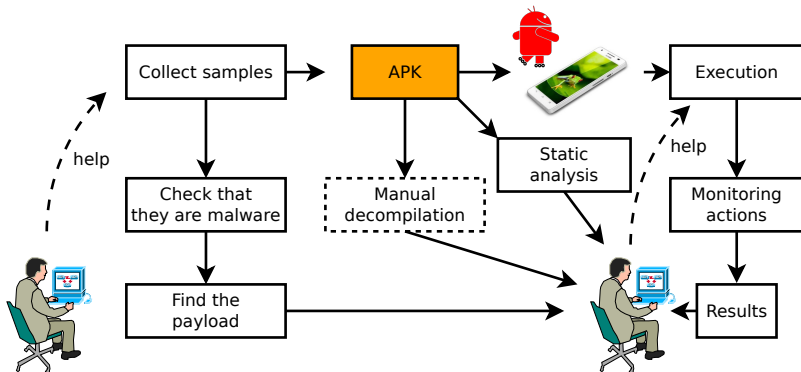 Collect samples
APK
Execution
help
help
Static
analysis
Check that
they are malware
Manual
decompilation
Monitoring
actions
Find the
payload
Results